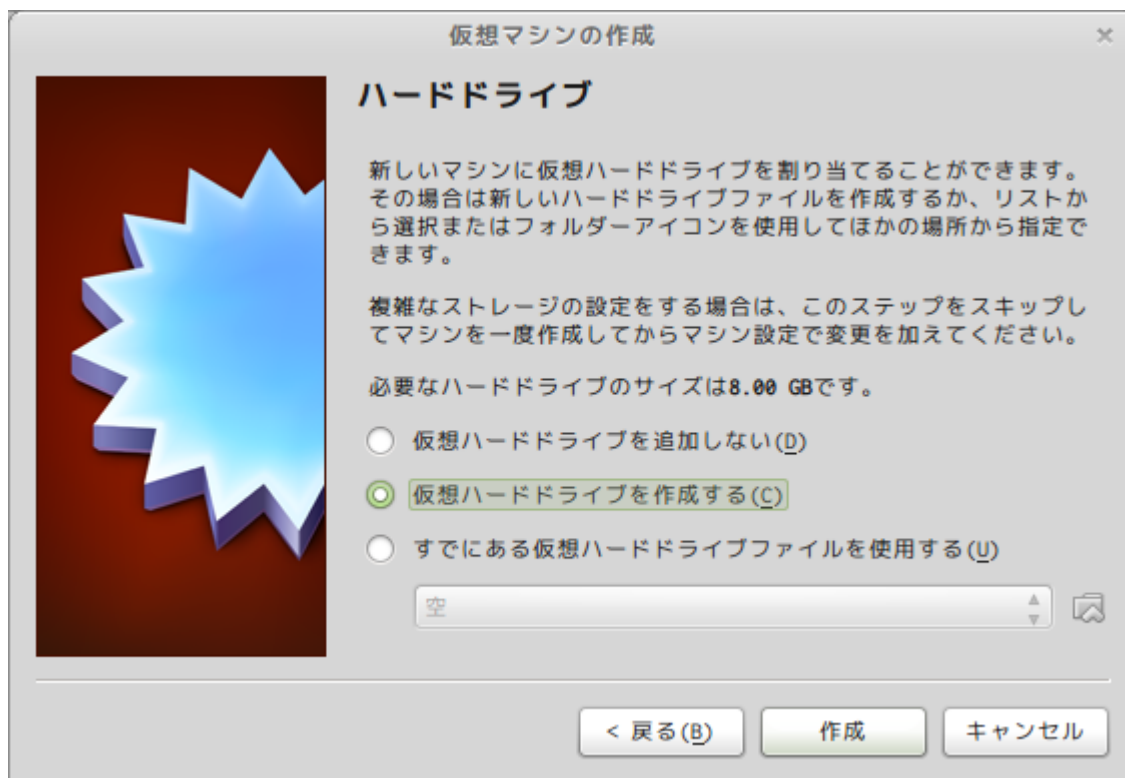 仮想マシンの作成
ハードドライブ
新しいマシンに仮想ハードドライブを割り当てることができます。
その場合は新しいハードドライブファイルを作成するか、リストか
ら選択またはフォルダーアイコンを使用してほかの場所から指定で
きます。
複雑なストレージの設定をする場合は、このステップをスキップし
てマシンを一度作成してからマシン設定で変更を加えてください。
必要なハードドライブのサイズは8.00 GBです。
仮想ハードドライブを追加しない(D)
仮想ハードドライブを作成する(C)
すでにある仮想ハードドライブファイルを使用する(U)
空
< 戻る(B)
作成
キャンセル